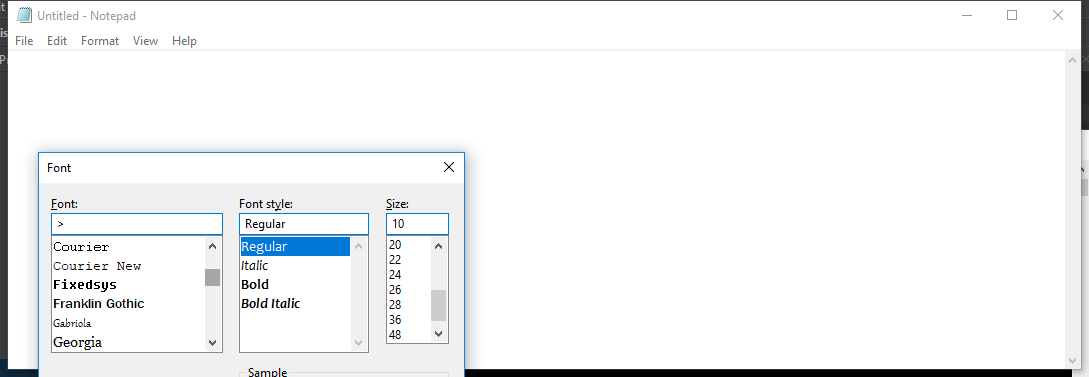 Untitled - Notepad
File Edit Format View Help
Font
Font: Font style: Size:
> Regular 10
Courier Regular 20
Courier New Italic 22
Fixedsys Bold 24
Franklin Gothic Bold Italic 26
Gabriola 28
Georgia 36
48
Sample